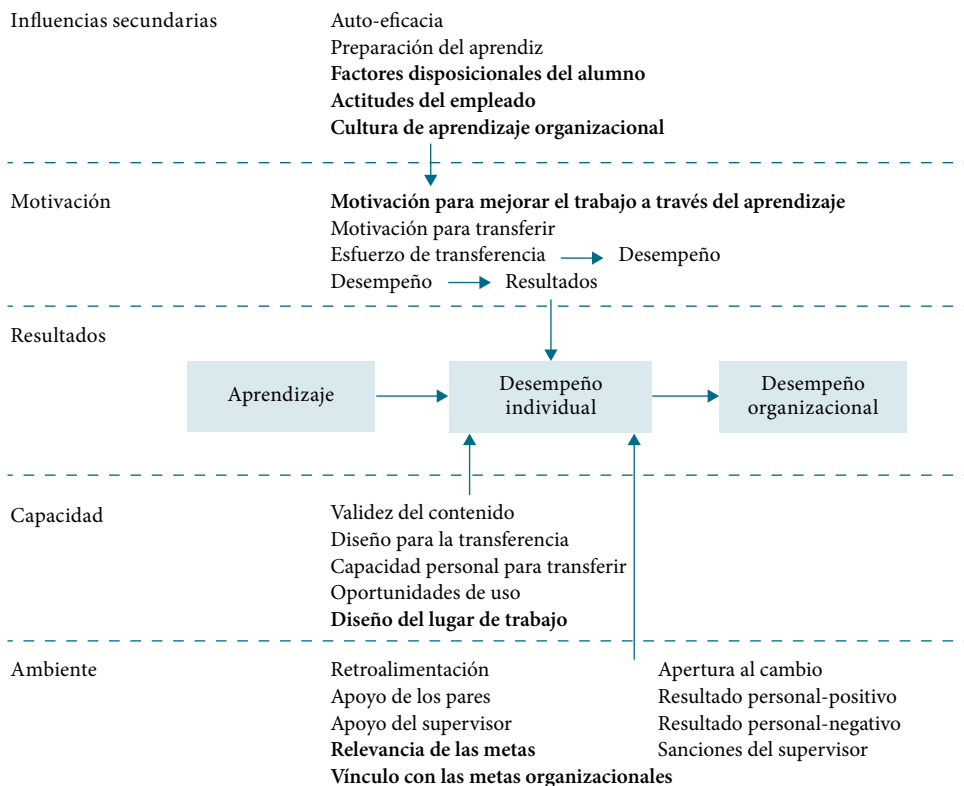 Influencias secundarias
Auto-eficacia
Preparación del aprendiz
Factores disposicionales del alumno
Actitudes del empleado
Cultura de aprendizaje organizacional
Motivación
Motivación para mejorar el trabajo a través del aprendizaje
Motivación para transferir
Esfuerzo de transferencia Desempeño
Desempeño Resultados
Resultados
Aprendizaje
Desempeño
individual
Desempeño
organizacional
Capacidad
Validez del contenido
Diseño para la transferencia
Capacidad personal para transferir
Oportunidades de uso
Diseño del lugar de trabajo
Ambiente
Retroalimentación
Apoyo de los pares
Apoyo del supervisor
Relevancia de las metas
Vínculo con las metas organizacionales
Apertura al cambio
Resultado personal-positivo
Resultado personal-negativo
Sanciones del supervisor